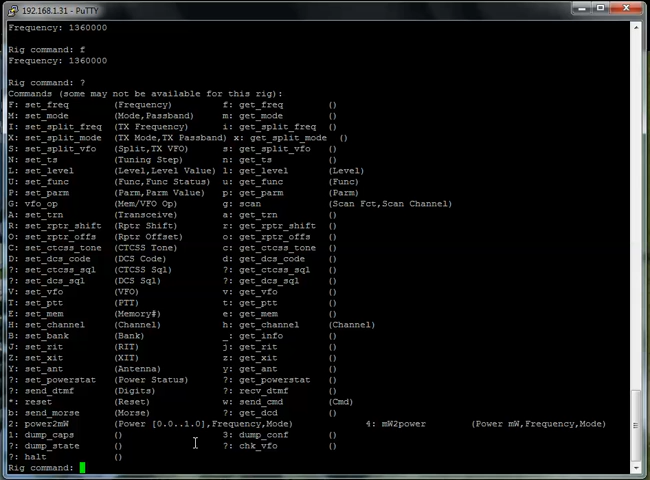 192.168.1.31 - PuTTY
Frequency: 1360000
Rig command: f
Frequency: 1360000
Rig command: ?
Commands (some may not be available for this rig):
F: set_freq (Frequency) f: get_freq ()
M: set_mode (Mode,Passband) m: get_mode ()
I: set_split_freq (TX Frequency) i: get_split_freq ()
X: set_split_mode (TX Mode,TX Passband) x: get_split_mode ()
S: set_split_vfo (Split,TX VFO) s: get_split_vfo ()
N: set_ts (Tuning Step) n: get_ts ()
L: set_level (Level,Level Value) l: get_level (Level)
U: set_func (Func,Func Status) u: get_func (Func)
P: set_parm (Parm,Parm Value) p: get_parm (Parm)
G: vfo_op (Mem/VFO Op) g: scan (Scan Fct,Scan Channel)
A: set_trn (Transceive) a: get_trn ()
R: set_rptr_shift (Rptr Shift) r: get_rptr_shift ()
O: set_rptr_offs (Rptr Offset) o: get_rptr_offs ()
C: set_ctcss_tone (CTCSS Tone) c: get_ctcss_tone ()
D: set_dcs_code (DCS Code) d: get_dcs_code ()
?: set_ctcss_sql (CTCSS Sql) ?: get_ctcss_sql ()
?: set_dcs_sql (DCS Sql) ?: get_dcs_sql ()
V: set_vfo (VFO) v: get_vfo ()
T: set_ptt (PTT) t: get_ptt ()
E: set_mem (Memory#) e: get_mem ()
H: set_channel (Channel) h: get_channel (Channel)
B: set_bank (Bank) _: get_info ()
J: set_rit (RIT) j: get_rit ()
Z: set_xit (XIT) z: get_xit ()
Y: set_ant (Antenna) y: get_ant ()
?: set_powerstat (Power Status) ?: get_powerstat ()
?: send_dtmf (Digits) ?: recv_dtmf ()
*: reset (Reset) w: send_cmd (Cmd)
b: send_morse (Morse) ?: get_dcd ()
2: power2mW (Power [0.0..1.0],Frequency,Mode) 4: mW2power (Power mW,Frequency,Mode)
1: dump_caps () 3: dump_conf ()
?: dump_state () ?: chk_vfo ()
?: halt ()
Rig command: